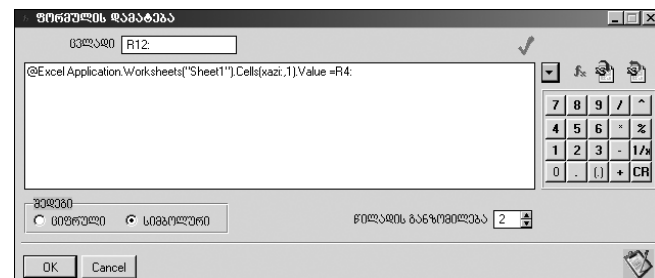 ფორმულის დამატება
ცვლადი R12:
@Excel Application.Worksheets("Sheet1").Cells(xazi:,1).Value =R4:
7 8 9 / ^
4 5 6 * %
1 2 3 - 1/x
0 . (.) + CR
შედეგი
ციფრული სიმბოლური
წილადის განზომილება 2
OK Cancel